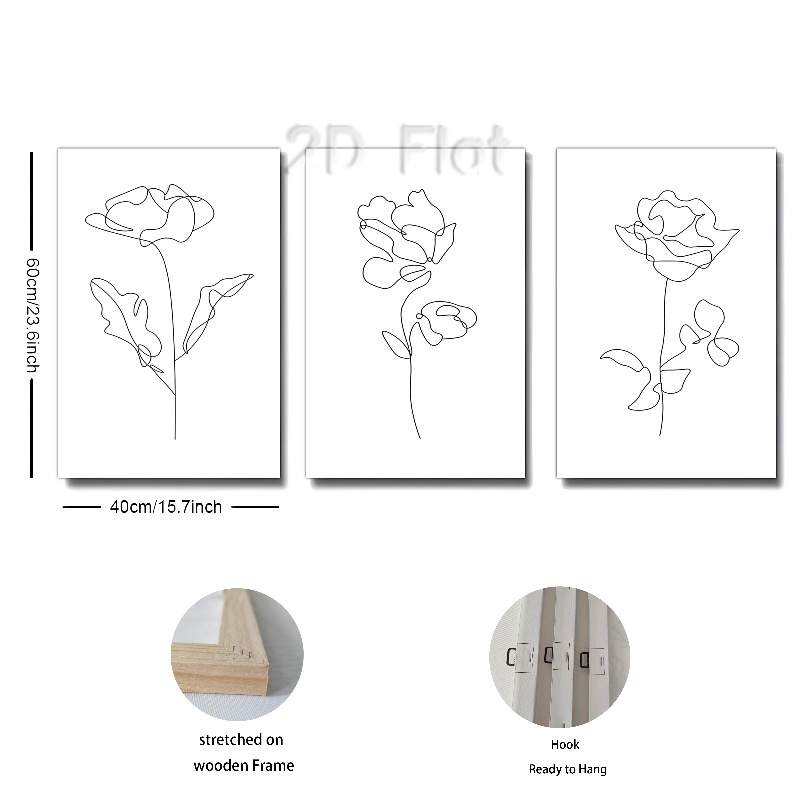 2D Flat
60cm/23.6inch
40cm/15.7inch
stretched on
wooden Frame
Hook
Ready to Hang